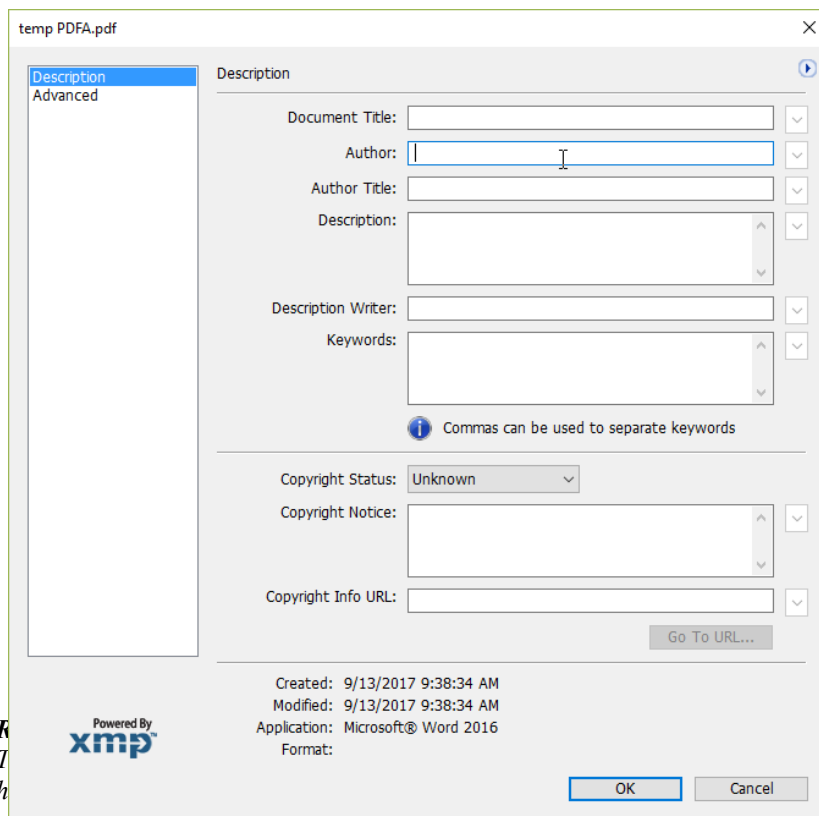 temp PDFA.pdf
Description
Advanced
Description
Document Title:
Author:
Author Title:
Description:
Description Writer:
Keywords:
Commas can be used to separate keywords
Copyright Status: Unknown
Copyright Notice:
Copyright Info URL:
Go To URL...
Created: 9/13/2017 9:38:34 AM
Modified: 9/13/2017 9:38:34 AM
Application: Microsoft® Word 2016
Format:
Powered By
xmp™
OK Cancel